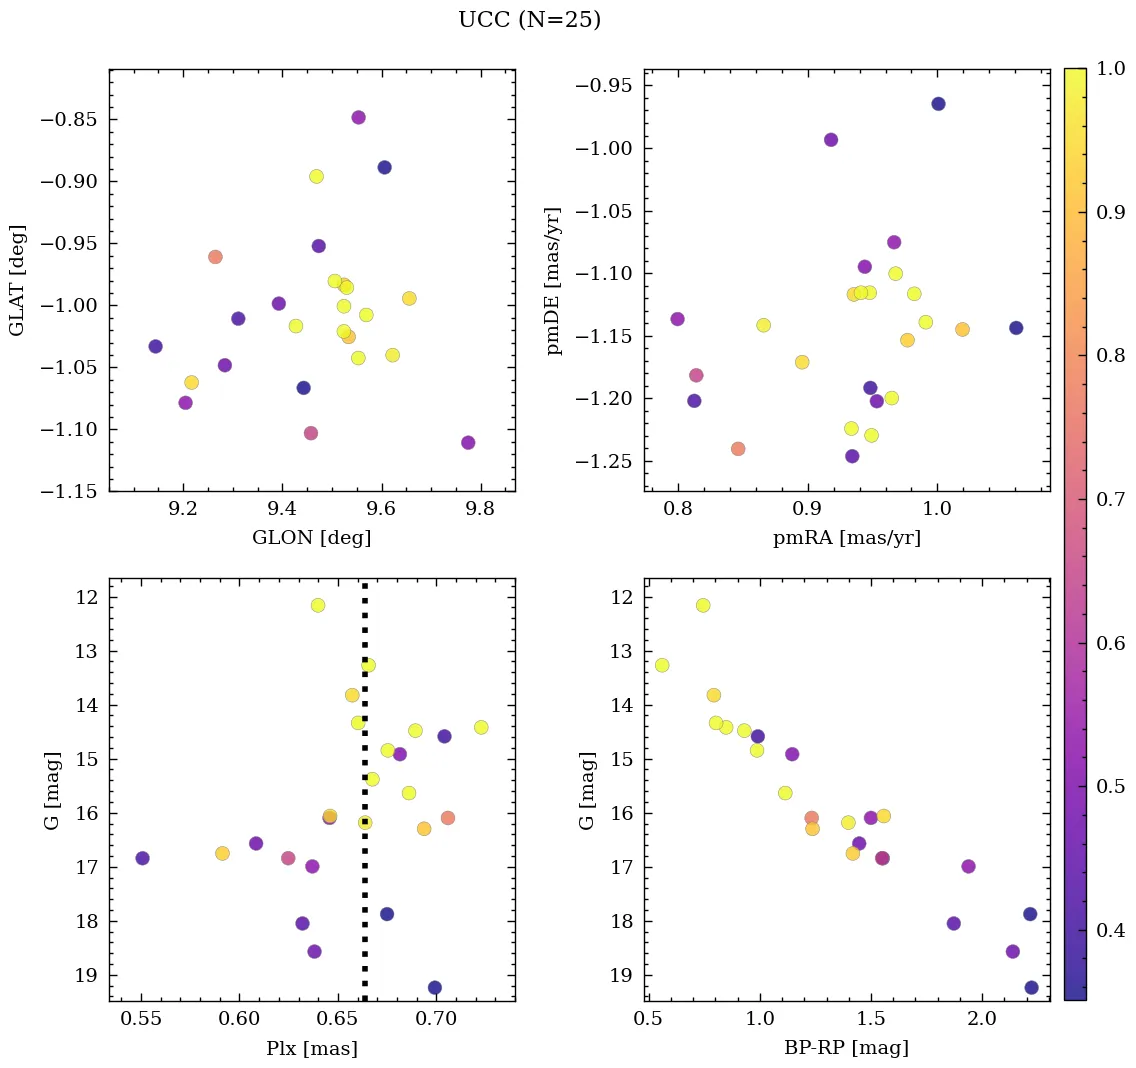 UCC (N=25)
−0.85
−0.90
−0.95
−1.00
−1.05
−1.10
−1.15
GLAT [deg]
9.2 9.4 9.6 9.8
GLON [deg]
−0.95
−1.00
−1.05
−1.10
−1.15
−1.20
−1.25
pmDE [mas/yr]
0.8 0.9 1.0
pmRA [mas/yr]
12
13
14
15
16
17
18
19
G [mag]
0.55 0.60 0.65 0.70
Plx [mas]
12
13
14
15
16
17
18
19
G [mag]
0.5 1.0 1.5 2.0
BP-RP [mag]
1.0
0.9
0.8
0.7
0.6
0.5
0.4